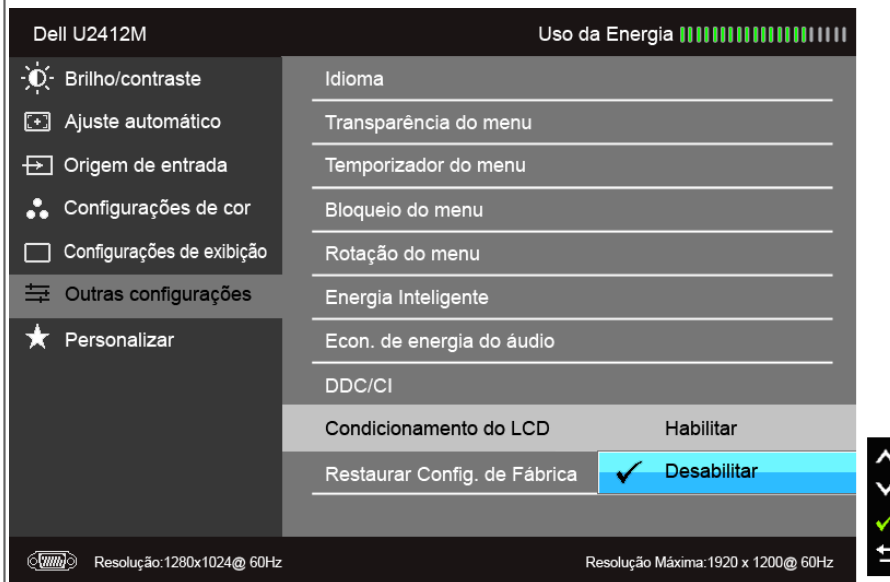 Dell U2412M
Uso da Energia
Brilho/contraste
Ajuste automático
Origem de entrada
Configurações de cor
Configurações de exibição
Outras configurações
Personalizar
Idioma
Transparência do menu
Temporizador do menu
Bloqueio do menu
Rotação do menu
Energia Inteligente
Econ. de energia do áudio
DDC/CI
Condicionamento do LCD
Habilitar
Restaurar Config. de Fábrica
Desabilitar
Resolução:1280x1024@ 60Hz
Resolução Máxima:1920 x 1200@ 60Hz